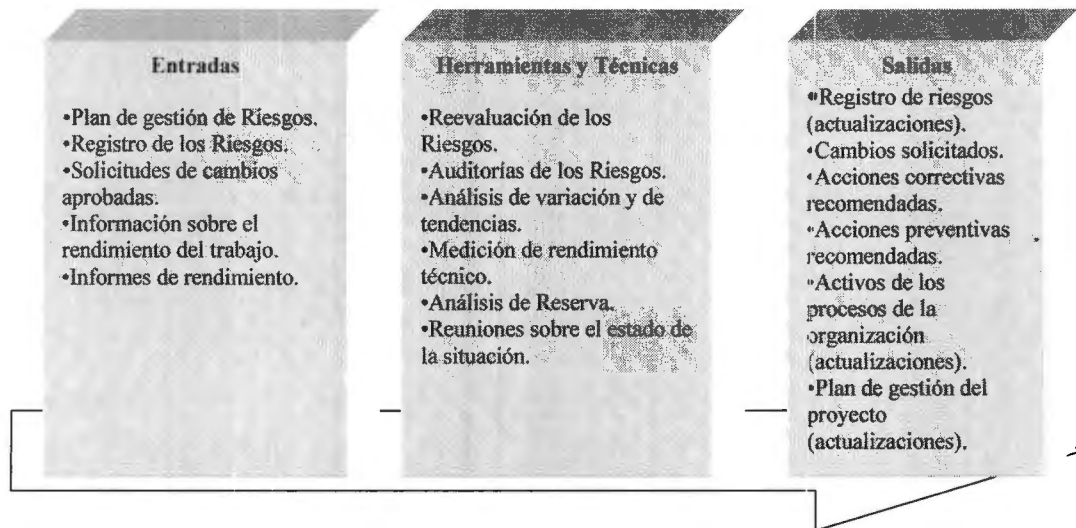 Entradas
•Plan de gestión de Riesgos.
•Registro de los Riesgos.
•Solicitudes de cambios
aprobadas.
•Información sobre el
rendimiento del trabajo.
•Informes de rendimiento.
Herramientas y Técnicas
•Reevaluación de los
Riesgos.
•Auditorías de los Riesgos.
•Análisis de variación y de
tendencias.
•Medición de rendimiento
técnico.
•Análisis de Reserva.
•Reuniones sobre el estado de
la situación.
Salidas
•Registro de riesgos
(actualizaciones).
•Cambios solicitados.
•Acciones correctivas
recomendadas.
•Acciones preventivas
recomendadas.
•Activos de los
procesos de la
organización
(actualizaciones).
•Plan de gestión del
proyecto
(actualizaciones).